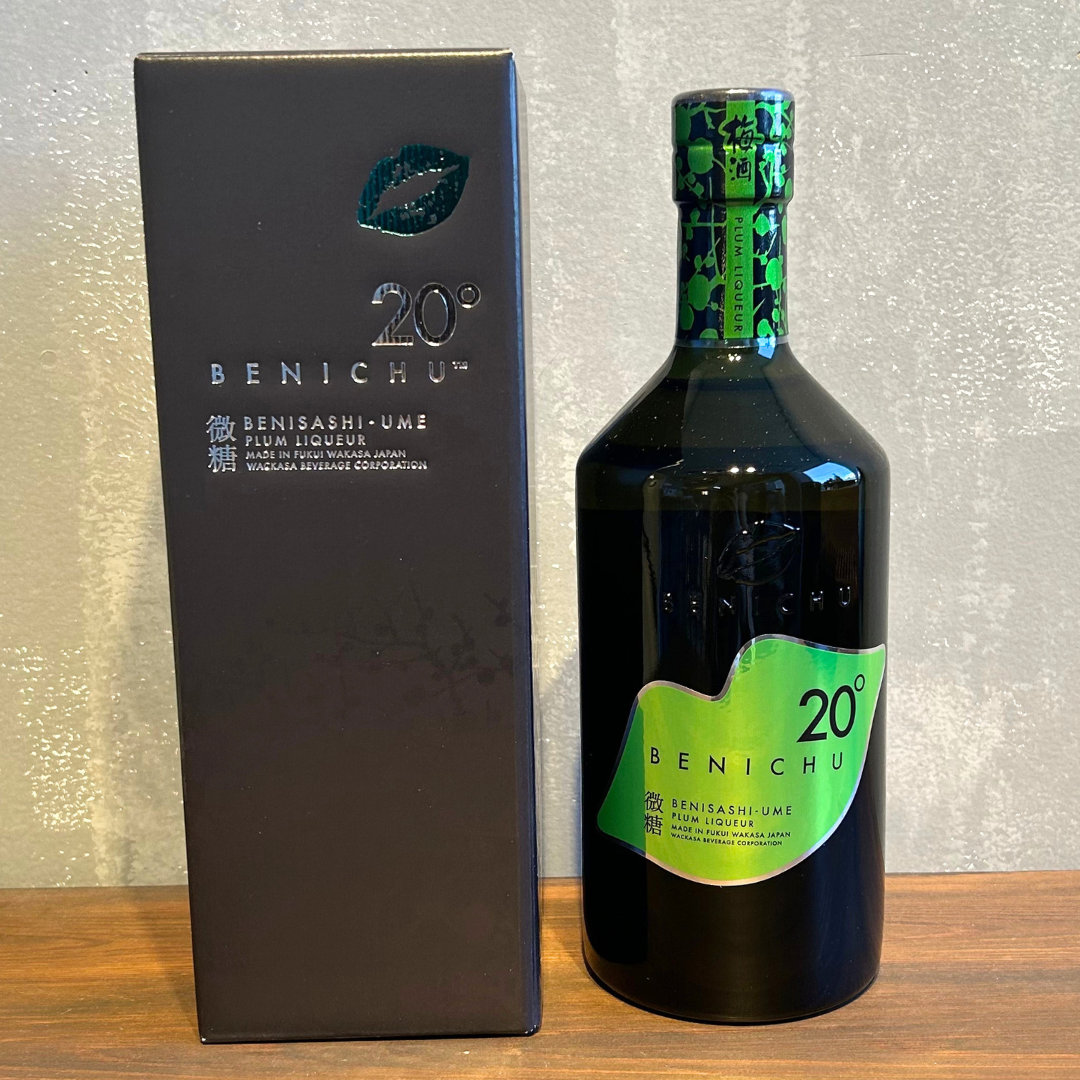 20°
BENICHU™
微糖
BENISASHI-UME
PLUM LIQUEUR
MADE IN FUKUI WAKASA JAPAN
WACKASA BEVERAGE CORPORATION
梅酒
PLUM LIQUEUR
BENICHU
20°
BENICHU
微糖
BENISASHI-UME
PLUM LIQUEUR
MADE IN FUKUI WAKASA JAPAN
WACKASA BEVERAGE CORPORATION